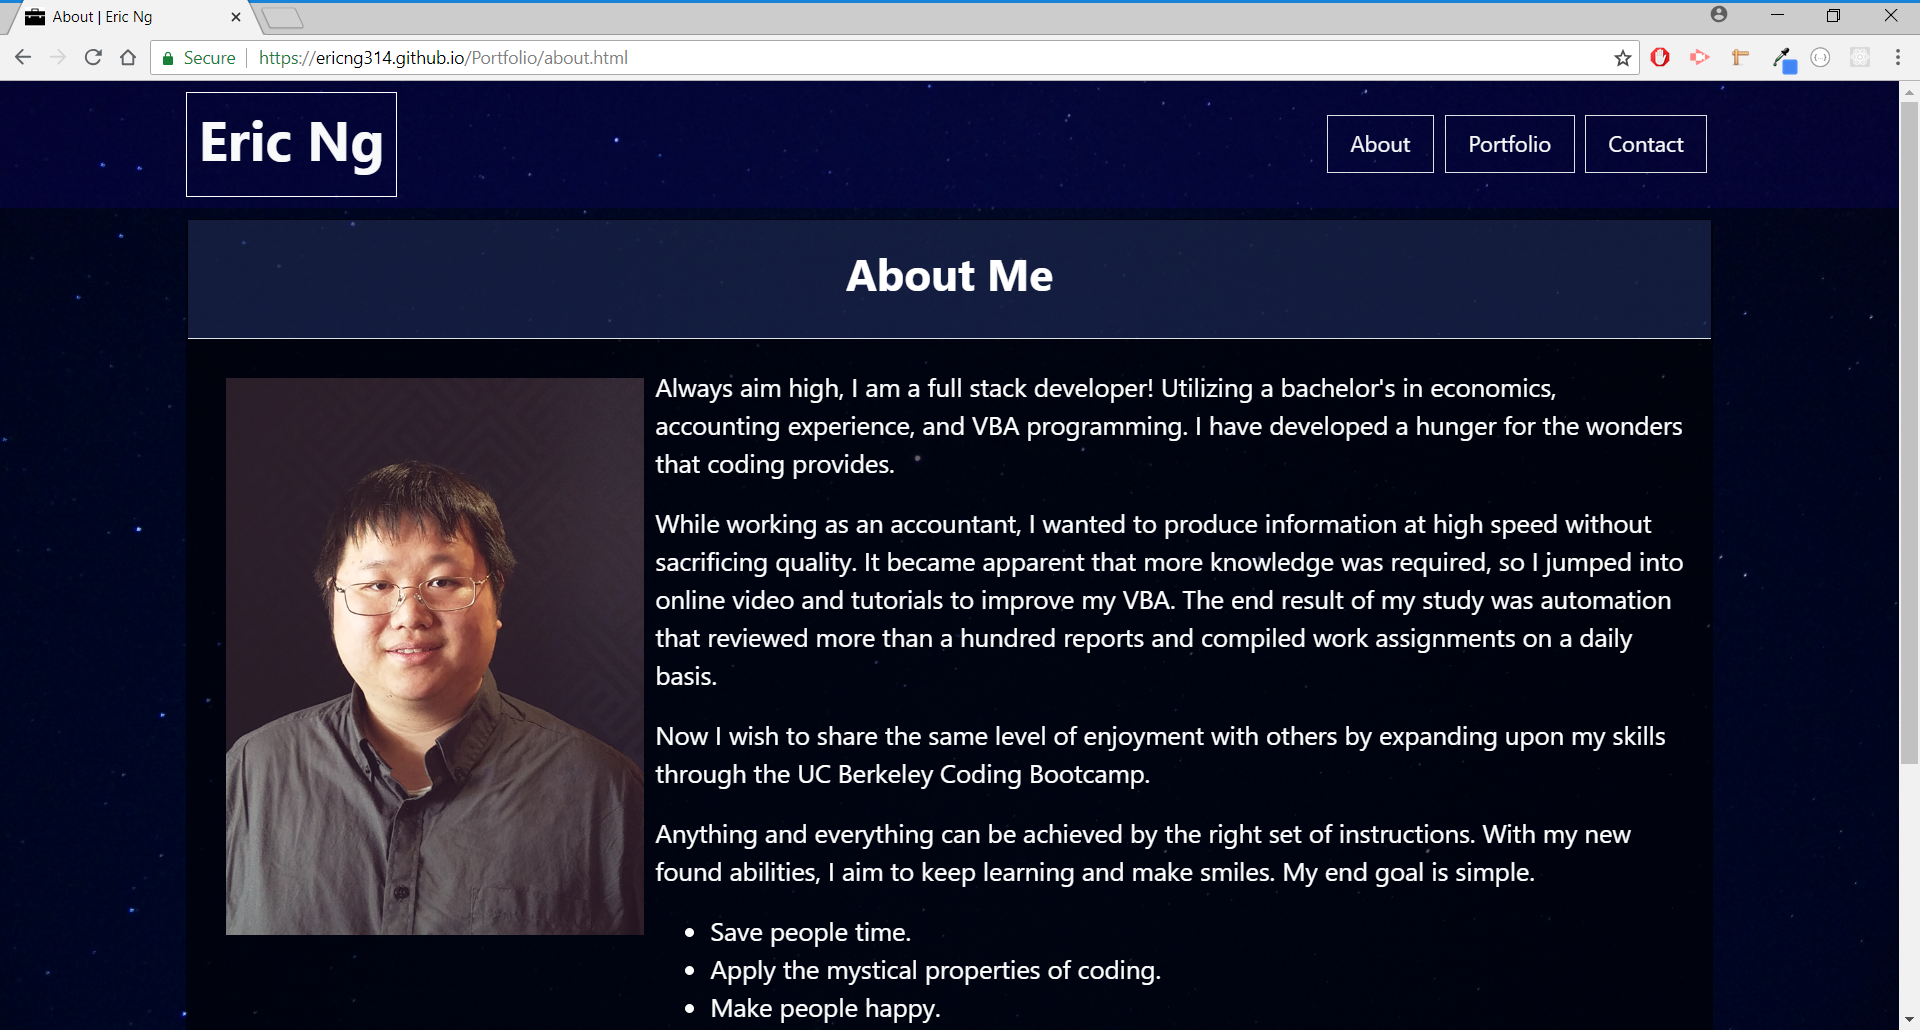 About | Eric Ng
Secure
https://ericng314.github.io/Portfolio/about.html
Eric Ng
About
Portfolio
Contact
About Me
Always aim high, I am a full stack developer! Utilizing a bachelor's in economics,
accounting experience, and VBA programming. I have developed a hunger for the wonders
that coding provides.
While working as an accountant, I wanted to produce information at high speed without
sacrificing quality. It became apparent that more knowledge was required, so I jumped into
online video and tutorials to improve my VBA. The end result of my study was automation
that reviewed more than a hundred reports and compiled work assignments on a daily
basis.
Now I wish to share the same level of enjoyment with others by expanding upon my skills
through the UC Berkeley Coding Bootcamp.
Anything and everything can be achieved by the right set of instructions. With my new
found abilities, I aim to keep learning and make smiles. My end goal is simple.
• Save people time.
• Apply the mystical properties of coding.
• Make people happy.